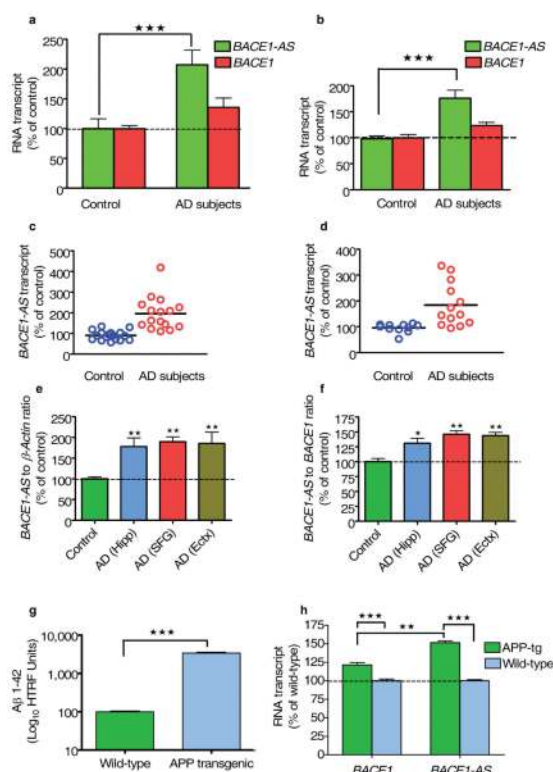 a
★★★
BACE1-AS
BACE1
RNA transcript
(% of control)
250
200
150
100
50
0
Control
AD subjects
b
★★★
BACE1-AS
BACE1
RNA transcript
(% of control)
200
150
100
50
0
Control
AD subjects
c
BACE1-AS transcript
(% of control)
500
400
300
200
100
0
Control
AD subjects
d
BACE1-AS transcript
(% of control)
400
300
200
100
0
Control
AD subjects
e
BACE1-AS to β-Actin ratio
(% of control)
250
200
150
100
50
0
** ** **
Control
AD (Hipp)
AD (SFG)
AD (Ectx)
f
BACE1-AS to BACE1 ratio
(% of control)
175
150
125
100
75
50
25
0
* ** **
Control
AD (Hipp)
AD (SFG)
AD (Ectx)
g
★★★
Aβ 1-42
(Log10 HTRF Units)
10,000
1,000
100
10
Wild-type
APP transgenic
h
★★★
★★
★★★
APP-tg
Wild-type
RNA transcript
(% of wild-type)
175
150
125
100
75
50
25
0
BACE1
BACE1-AS